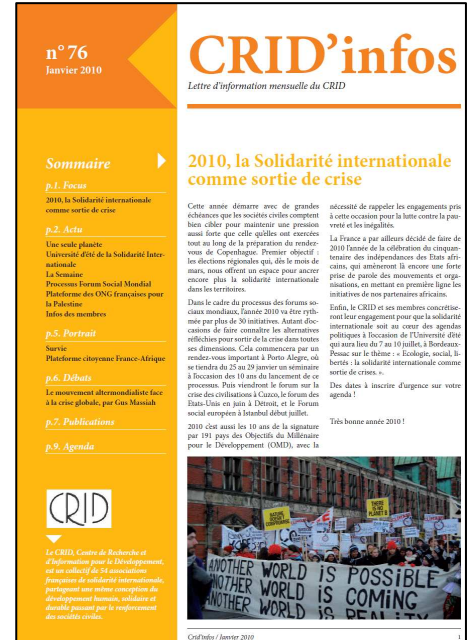 n° 76
Janvier 2010
CRID’infos
Lettre d’information mensuelle du CRID
Sommaire
p.1. Focus
2010, la Solidarité internationale
comme sortie de crise
p.2. Actu
Une seule planète
Université d’été de la Solidarité Inter-
nationale
La Semaine
Processus Forum Social Mondial
Plateforme des ONG françaises pour
la Palestine
Infos des membres
p.5. Portrait
Survie
Plateforme citoyenne France-Afrique
p.6. Débats
Le mouvement altermondialiste face
à la crise globale, par Gus Massiah
p.7. Publications
p.9. Agenda
CRID
Le CRID, Centre de Recherche et
d’Information pour le Développement,
est un collectif de 54 associations
françaises de solidarité internationale,
partageant une même conception du
développement humain, solidaire et
durable passant par le renforcement
des sociétés civiles.
2010, la Solidarité internationale
comme sortie de crise
Cette année démarre avec de grandes
échéances que les sociétés civiles comptent
bien cibler pour maintenir une pression
aussi forte que celle qu’elles ont exercées
tout au long de la préparation du rendez-
vous de Copenhague. Premier objectif :
les élections régionales qui, dès le mois de
mars, nous offrent un espace pour ancrer
encore plus la solidarité internationale
dans les territoires.
Dans le cadre du processus des forums so-
ciaux mondiaux, l’année 2010 va être ryth-
mée par plus de 30 initiatives. Autant d’oc-
casions de faire connaître les alternatives
réfléchies pour sortir de la crise dans toutes
ses dimensions. Cela commencera par un
rendez-vous important à Porto Alegre, où
se tiendra du 25 au 29 janvier un séminaire
à l’occasion des 10 ans du lancement de ce
processus. Puis viendront le forum sur la
crise des civilisations à Cuzco, le forum des
Etats-Unis en juin à Détroit, et le Forum
social européen à Istanbul début juillet.
2010 c’est aussi les 10 ans de la signature
par 191 pays des Objectifs du Millénaire
pour le Développement (OMD), avec la
nécessité de rappeler les engagements pris
à cette occasion pour la lutte contre la pau-
vreté et les inégalités.
La France a par ailleurs décidé de faire de
2010 l’année de la célébration du cinquan-
tenaire des indépendances des Etats afri-
cains, qui amèneront là encore une forte
prise de parole des mouvements et orga-
nisations, en mettant en première ligne les
initiatives de nos partenaires africains.
Enfin, le CRID et ses membres concrétise-
ront leur engagement pour que la solidarité
internationale soit au cœur des agendas
politiques à l’occasion de l’Université d’été
qui aura lieu du 7 au 10 juillet, à Bordeaux-
Pessac sur le thème : « Ecologie, social, li-
bertés : la solidarité internationale comme
sortie de crises. ».
Des dates à inscrire d’urgence sur votre
agenda !
Très bonne année 2010 !
NATURE
DOESN'T
COMPROMISE
THERE IS
NO
PLANET B
ANOTHER WORLD is POSSIBLE
ANOTHER WORLD is COMING
ANOTHER WORLD IS REALITY
Crid’infos / Janvier 2010
1